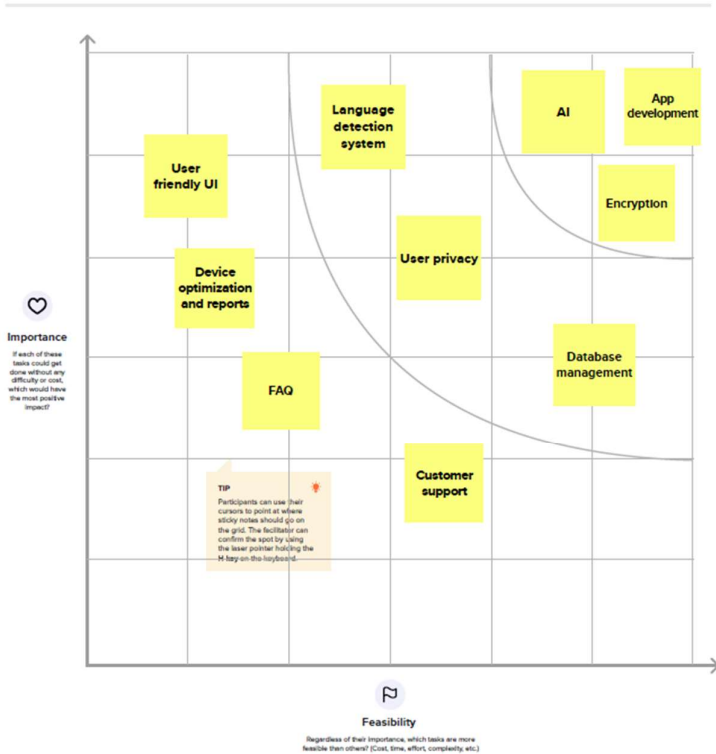 Language
detection
system
AI
App
development
User
friendly UI
Encryption
User privacy
Device
optimization
and reports
Importance
If each of these
tasks could get
done without any
difficulty or cost,
which would have
the most positive
impact?
Database
management
FAQ
Customer
support
TIP
Participants can use their
cursors to point at where
sticky notes should go on
the grid. The facilitator can
confirm the spot by using
the laser pointer holding the
H key on the keyboard.
Feasibility
Regardless of their importance, which tasks are more
feasible than others? (Cost, time, effort, complexity, etc.)